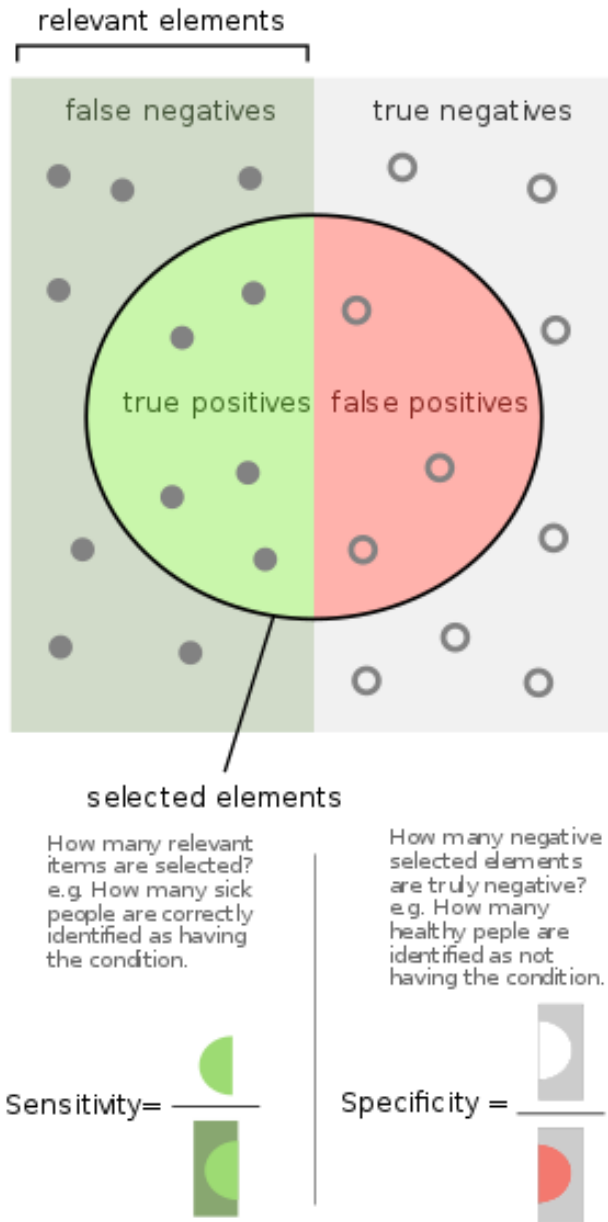 relevant elements
false negatives
true negatives
true positives
false positives
selected elements
How many relevant
items are selected?
e.g. How many sick
people are correctly
identified as having
the condition.
How many negative
selected elements
are truly negative?
e.g. How many
healthy peple are
identified as not
having the condition.
Sensitivity=
Specificity =